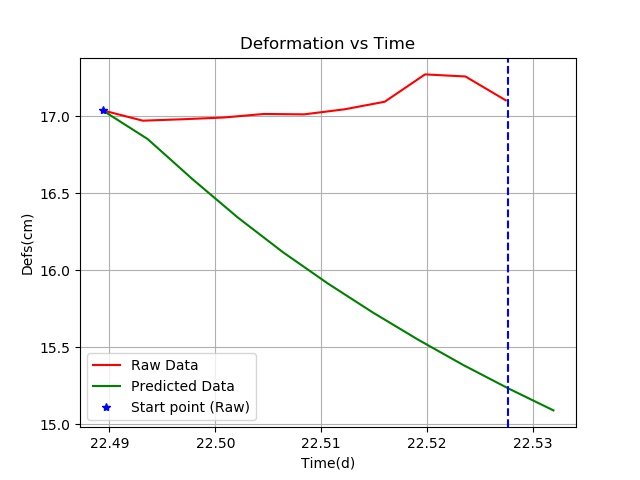 Deformation vs Time
Defs(cm)
17.0
16.5
16.0
15.5
15.0
Raw Data
Predicted Data
Start point (Raw)
22.49 22.50 22.51 22.52 22.53
Time(d)